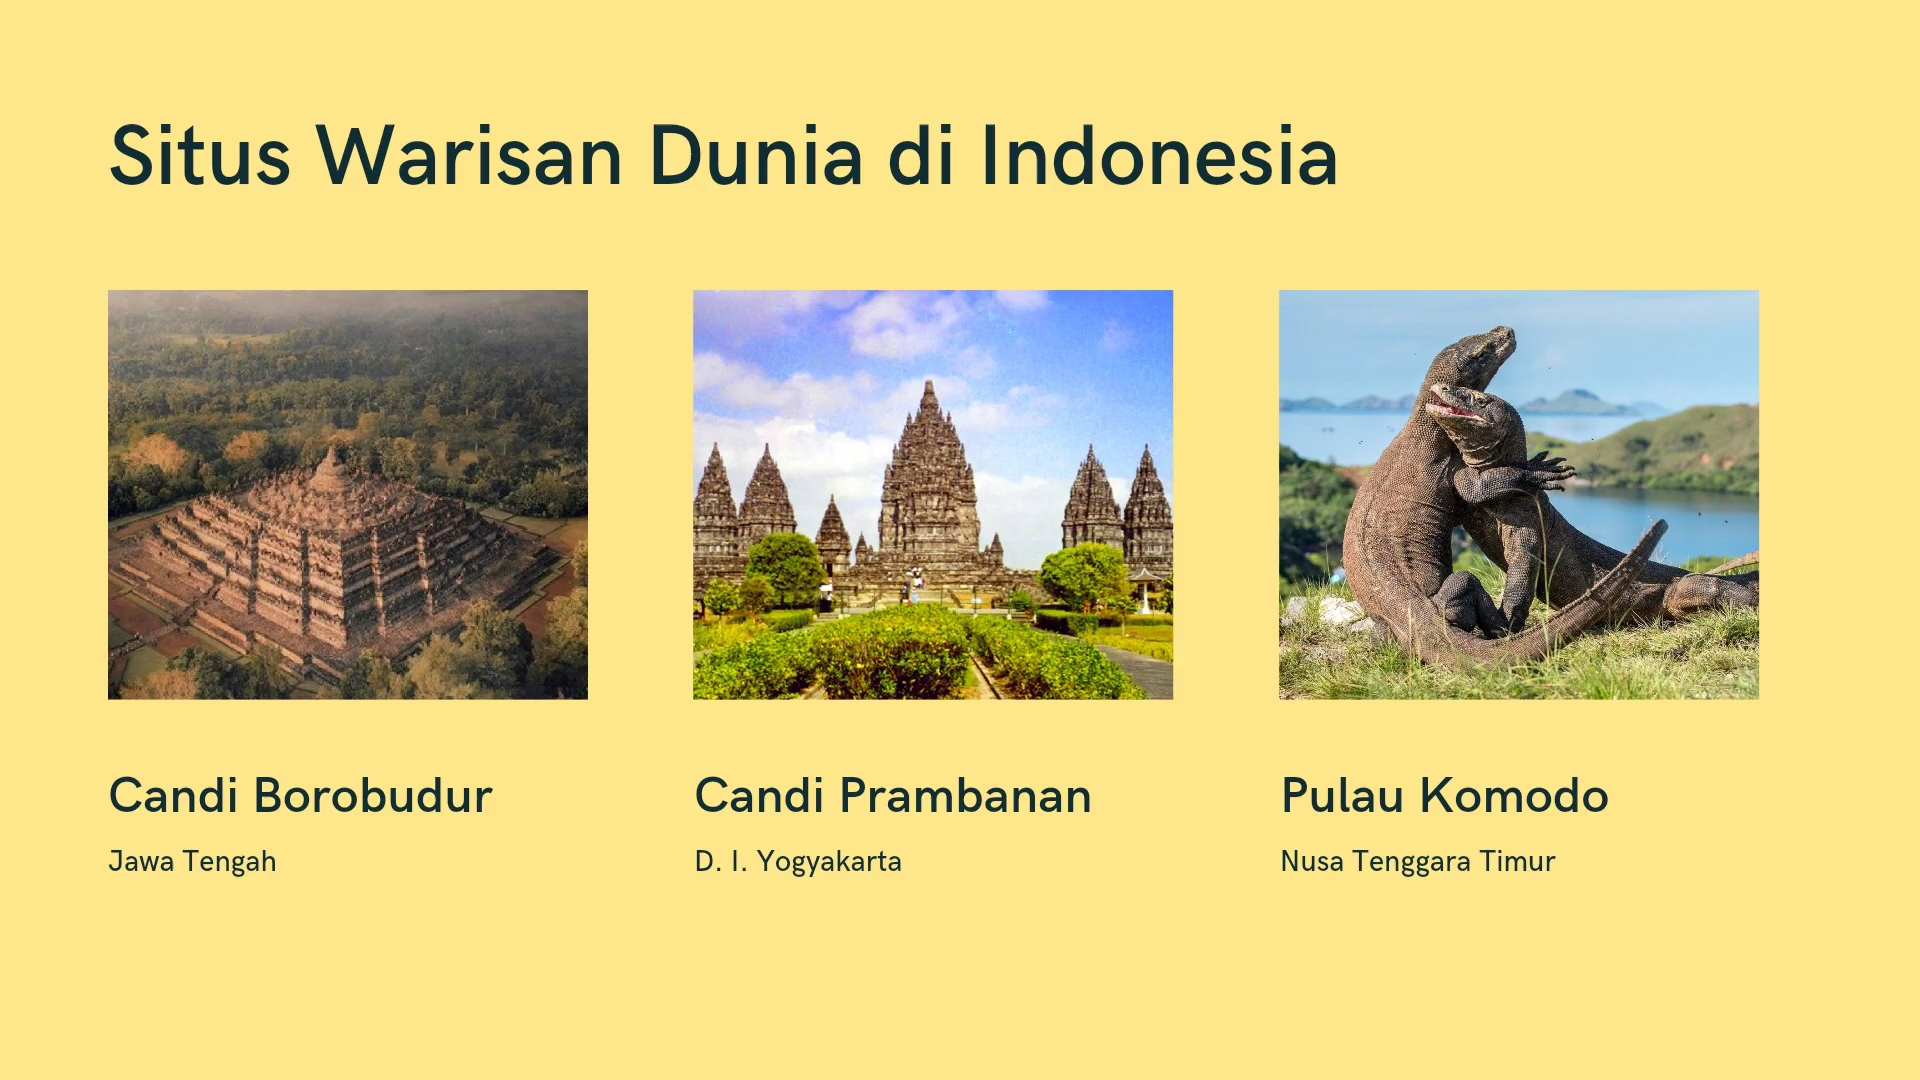 Situs Warisan Dunia di Indonesia
Candi Borobudur
Jawa Tengah
Candi Prambanan
D. I. Yogyakarta
Pulau Komodo
Nusa Tenggara Timur